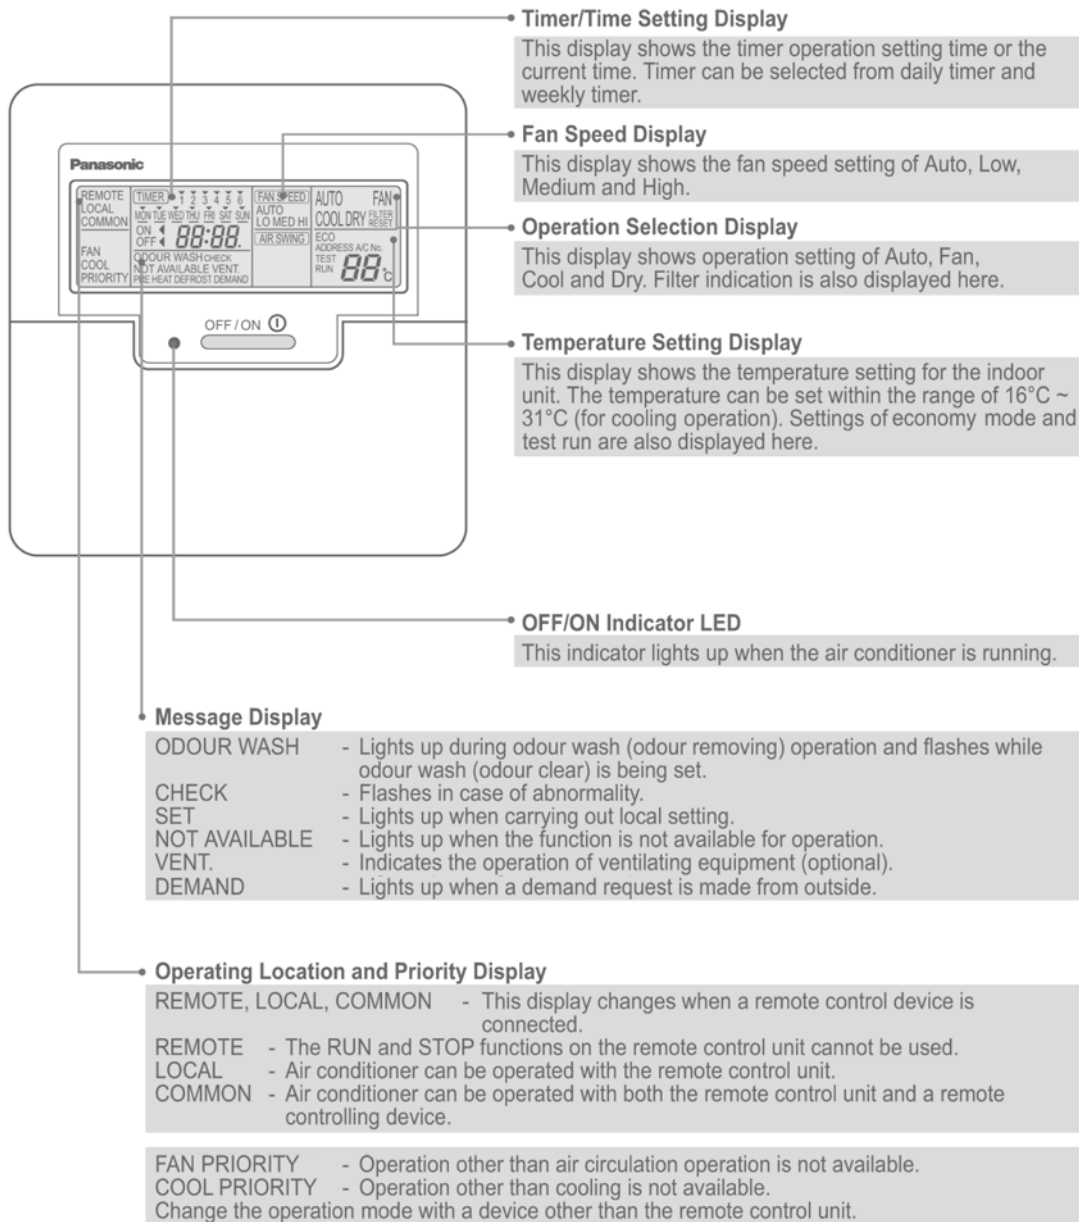 Timer/Time Setting Display
This display shows the timer operation setting time or the
current time. Timer can be selected from daily timer and
weekly timer.
Fan Speed Display
This display shows the fan speed setting of Auto, Low,
Medium and High.
Operation Selection Display
This display shows operation setting of Auto, Fan,
Cool and Dry. Filter indication is also displayed here.
Temperature Setting Display
This display shows the temperature setting for the indoor
unit. The temperature can be set within the range of 16°C ~
31°C (for cooling operation). Settings of economy mode and
test run are also displayed here.
Panasonic
REMOTE
LOCAL
COMMON
FAN
COOL
PRIORITY
TIMER 1 2 3 4 5 6
MON TUE WED THU FRI SAT SUN
ON
OFF 88:88.
ODOUR WASH CHECK
NOT AVAILABLE VENT.
PRE HEAT DEFROST DEMAND
FAN SPEED
AUTO
LO MED HI
AIR SWING
AUTO FAN
COOL DRY FILTER RESET
ECO
ADDRESS A/C No.
TEST
RUN 88 °C
OFF / ON
OFF/ON Indicator LED
This indicator lights up when the air conditioner is running.
Message Display
ODOUR WASH - Lights up during odour wash (odour removing) operation and flashes while
odour wash (odour clear) is being set.
CHECK - Flashes in case of abnormality.
SET - Lights up when carrying out local setting.
NOT AVAILABLE - Lights up when the function is not available for operation.
VENT. - Indicates the operation of ventilating equipment (optional).
DEMAND - Lights up when a demand request is made from outside.
Operating Location and Priority Display
REMOTE, LOCAL, COMMON - This display changes when a remote control device is
connected.
REMOTE - The RUN and STOP functions on the remote control unit cannot be used.
LOCAL - Air conditioner can be operated with the remote control unit.
COMMON - Air conditioner can be operated with both the remote control unit and a remote
controlling device.
FAN PRIORITY - Operation other than air circulation operation is not available.
COOL PRIORITY - Operation other than cooling is not available.
Change the operation mode with a device other than the remote control unit.